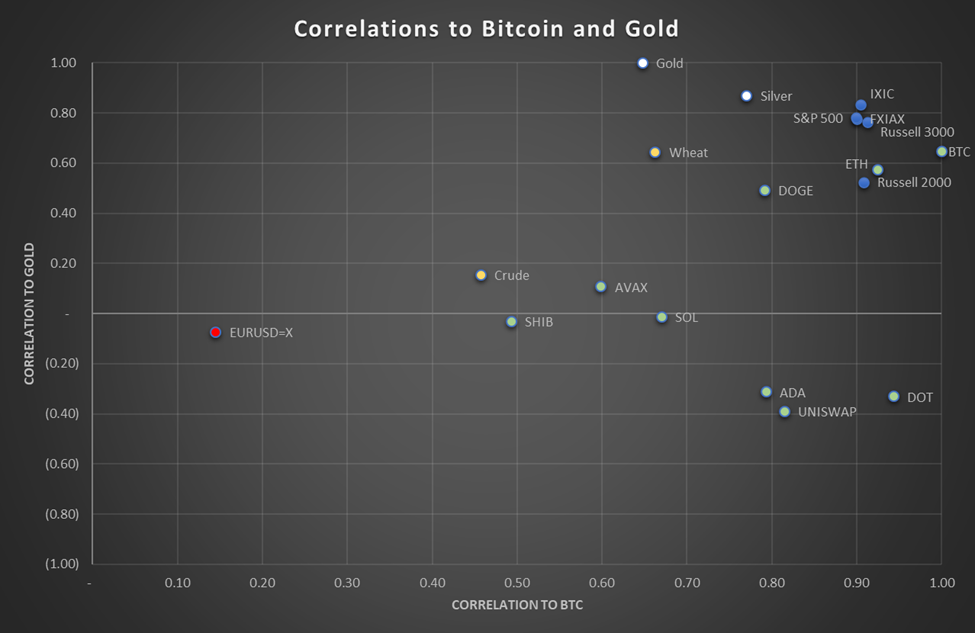 Correlations to Bitcoin and Gold
1.00
Gold
IXIC
Silver
0.80
S&P 500
FXIAX
Russell 3000
BTC
Wheat
0.60
ETH
Russell 2000
DOGE
0.40
0.20
Crude
AVAX
-
SOL
SHIB
EURUSD=X
CORRELATION TO GOLD
(0.20)
ADA
DOT
(0.40)
UNISWAP
(0.60)
(0.80)
(1.00)
- 0.10 0.20 0.30 0.40 0.50 0.60 0.70 0.80 0.90 1.00
CORRELATION TO BTC